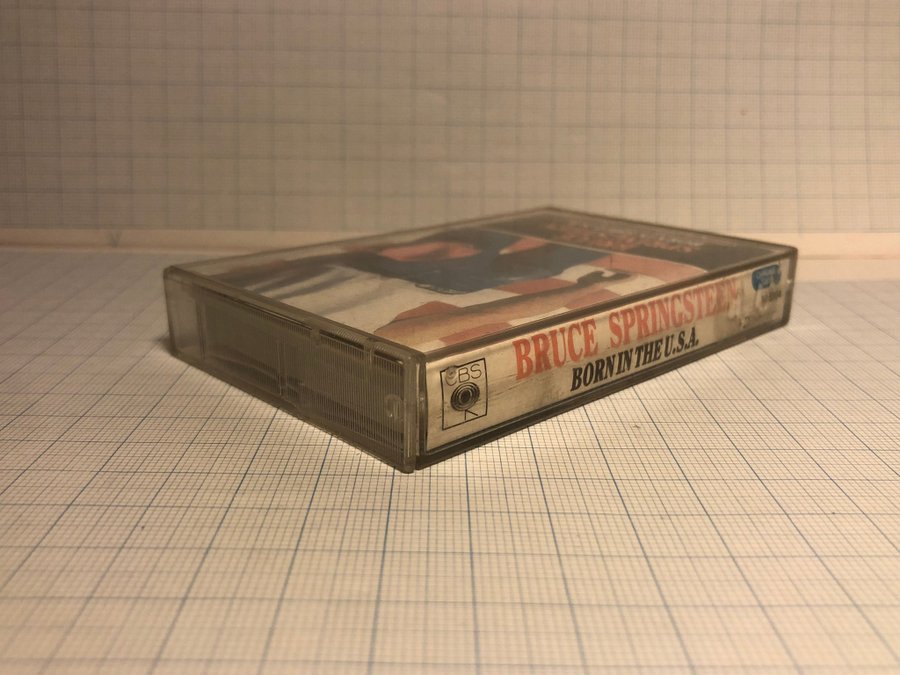 CBS
BRUCE SPRINGSTEEN
BORN IN THE U.S.A.